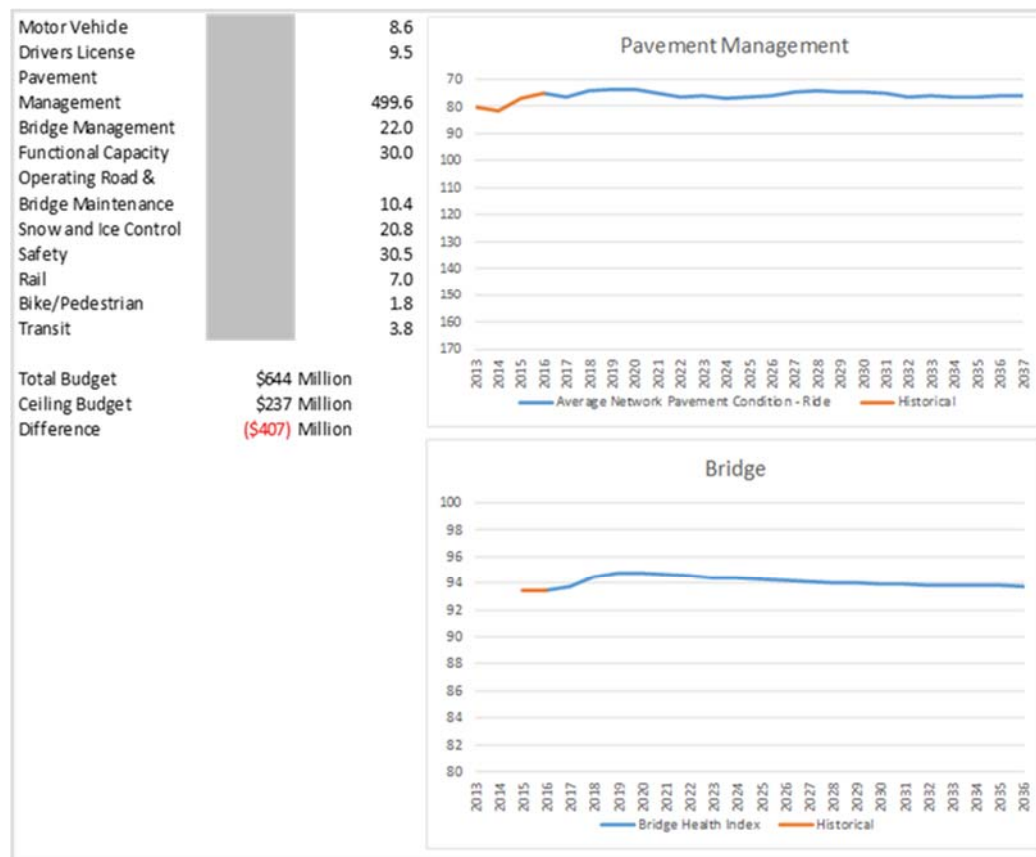 Motor Vehicle 8.6
Drivers License 9.5
Pavement
Management 499.6
Bridge Management 22.0
Functional Capacity 30.0
Operating Road &
Bridge Maintenance 10.4
Snow and Ice Control 20.8
Safety 30.5
Rail 7.0
Bike/Pedestrian 1.8
Transit 3.8
Total Budget $644 Million
Ceiling Budget $237 Million
Difference ($407) Million
Pavement Management
70
80
90
100
110
120
130
140
150
160
170
2013 2014 2015 2016 2017 2018 2019 2020 2021 2022 2023 2024 2025 2026 2027 2028 2029 2030 2031 2032 2033 2034 2035 2036 2037
Average Network Pavement Condition - Ride Historical
Bridge
100
98
96
94
92
90
88
86
84
82
80
2013 2014 2015 2016 2017 2018 2019 2020 2021 2022 2023 2024 2025 2026 2027 2028 2029 2030 2031 2032 2033 2034 2035 2036
Bridge Health Index Historical